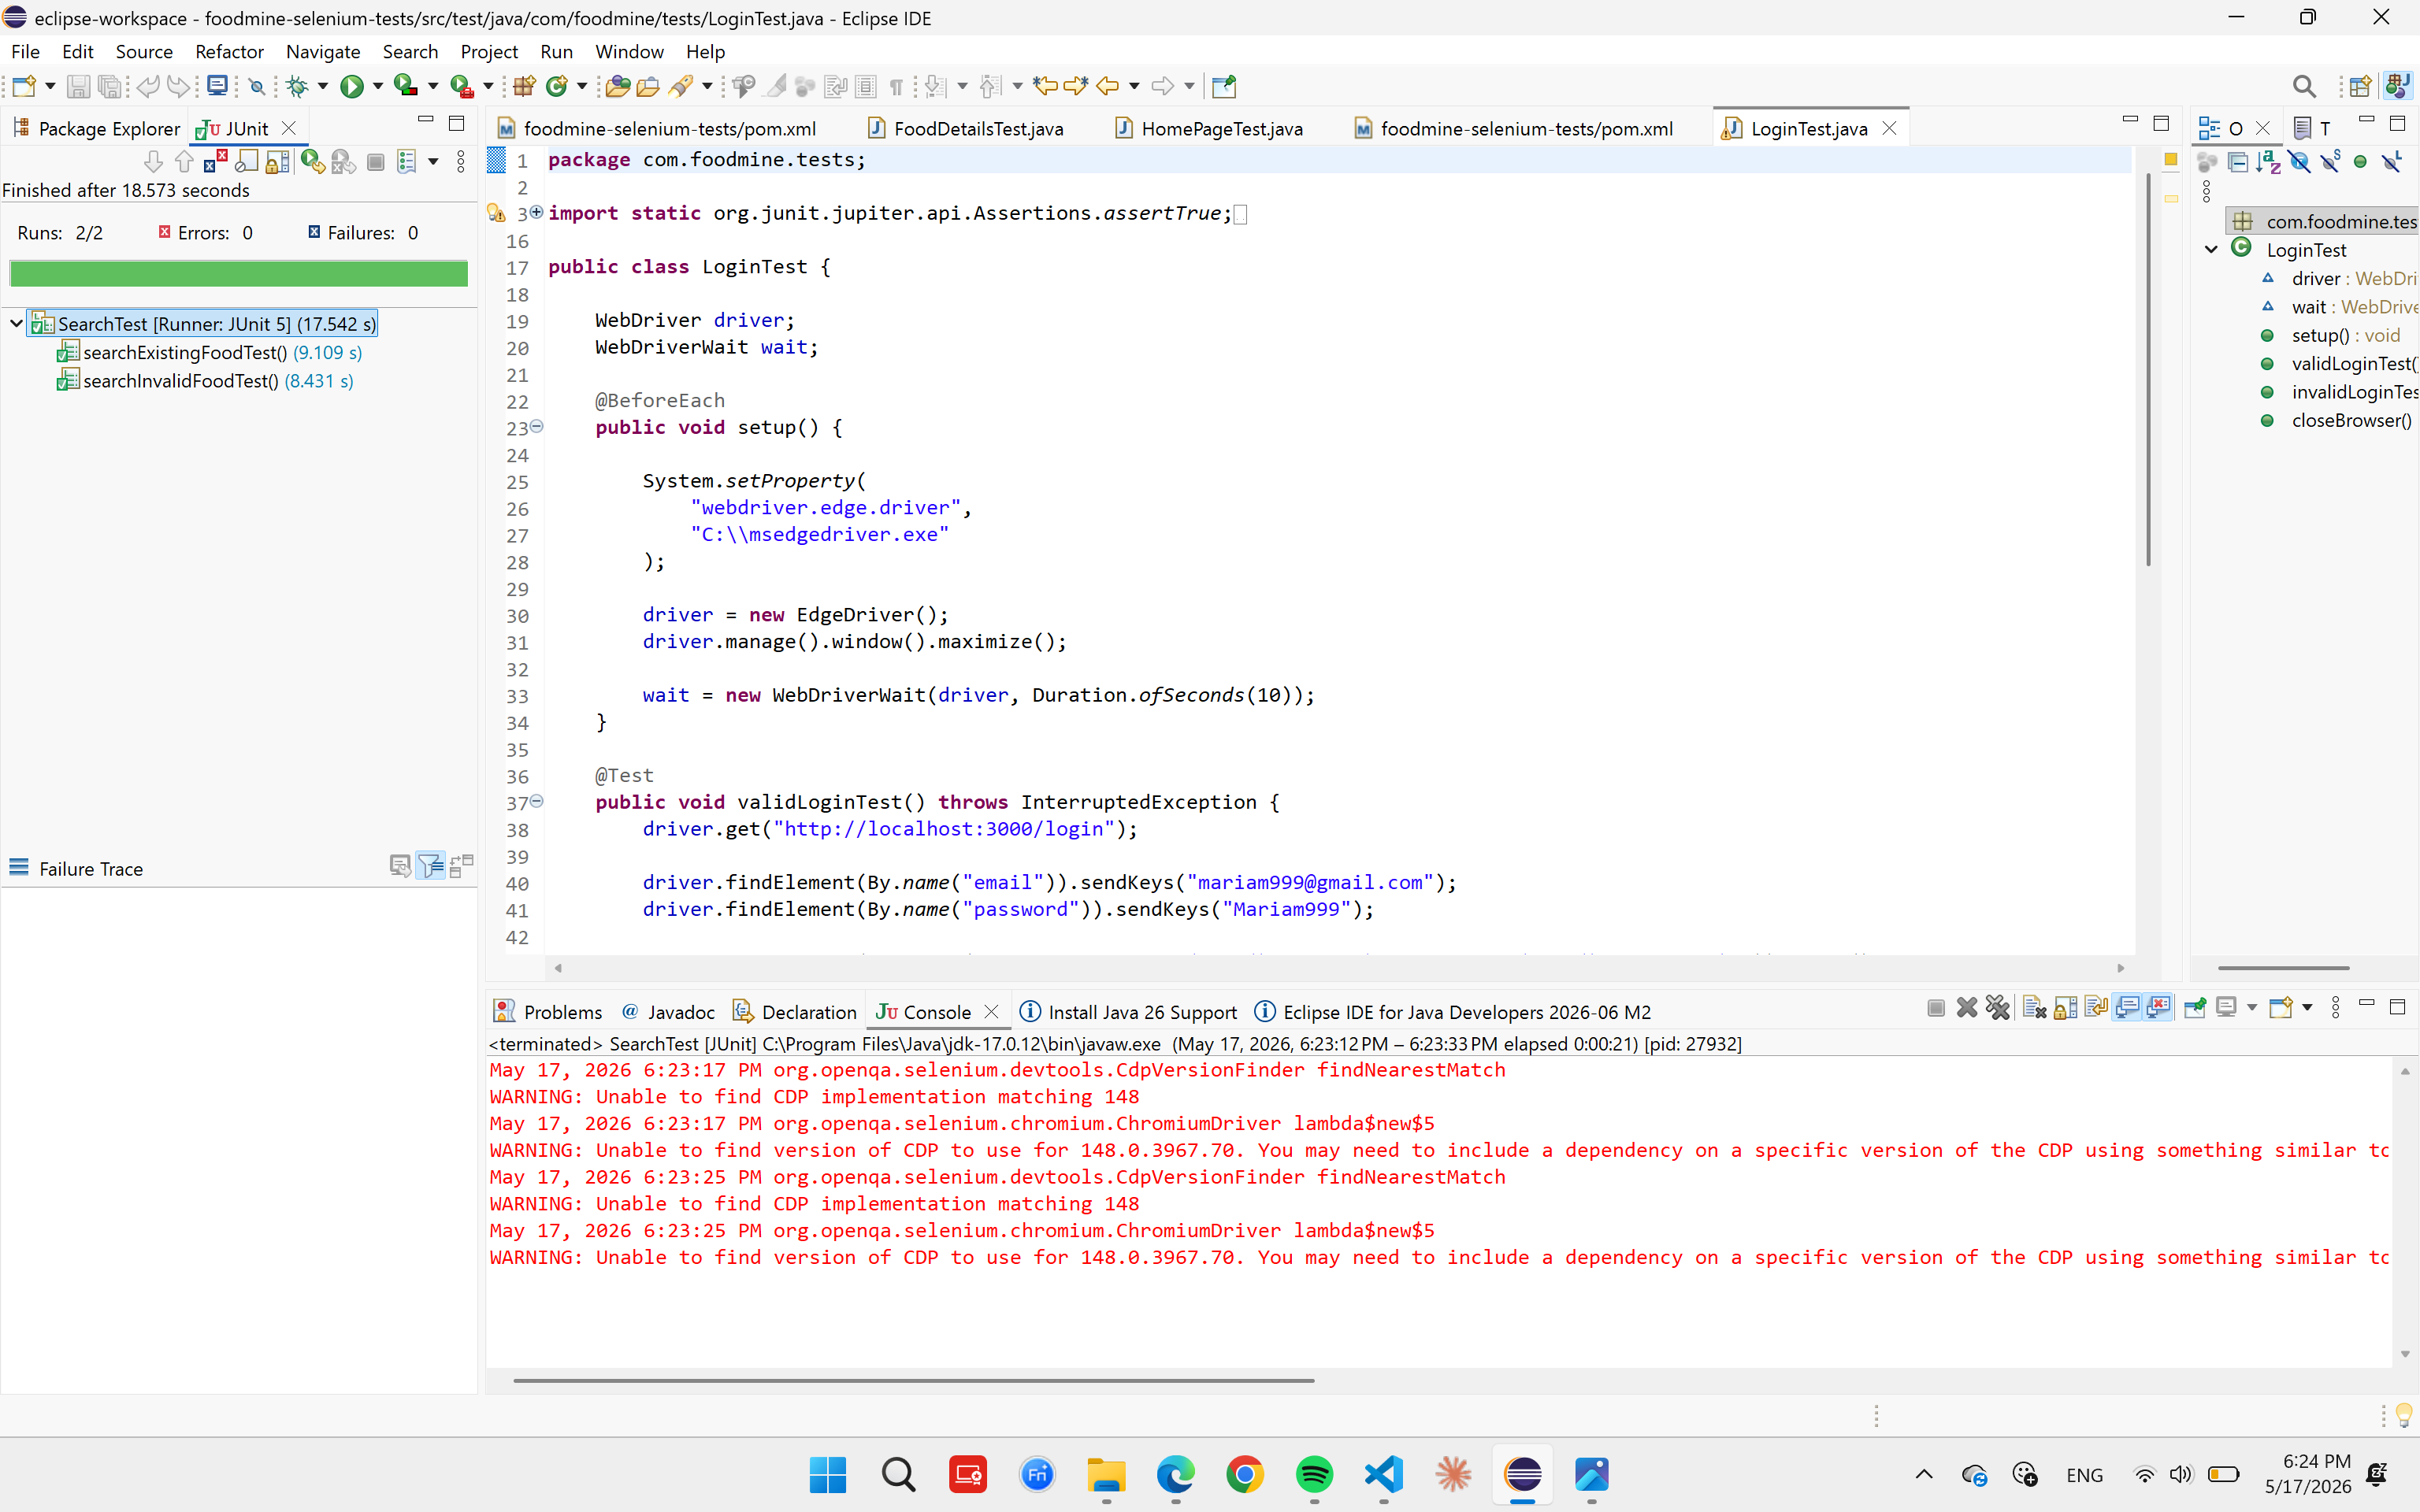 eclipse-workspace - foodmine-selenium-tests/src/test/java/com/foodmine/tests/LoginTest.java - Eclipse IDE
File Edit Source Refactor Navigate Search Project Run Window Help
Package Explorer
JUnit
Finished after 18.573 seconds
Runs: 2/2 Errors: 0 Failures: 0
SearchTest [Runner: JUnit 5] (17.542 s)
searchExistingFoodTest() (9.109 s)
searchInvalidFoodTest() (8.431 s)
Failure Trace
foodmine-selenium-tests/pom.xml FoodDetailsTest.java HomePageTest.java foodmine-selenium-tests/pom.xml LoginTest.java
1 package com.foodmine.tests;
2
3 import static org.junit.jupiter.api.Assertions.assertTrue;
16
17 public class LoginTest {
18
19 WebDriver driver;
20 WebDriverWait wait;
21
22 @BeforeEach
23 public void setup() {
24
25 System.setProperty(
26 "webdriver.edge.driver",
27 "C:\\msedgedriver.exe"
28 );
29
30 driver = new EdgeDriver();
31 driver.manage().window().maximize();
32
33 wait = new WebDriverWait(driver, Duration.ofSeconds(10));
34 }
35
36 @Test
37 public void validLoginTest() throws InterruptedException {
38 driver.get("http://localhost:3000/login");
39
40 driver.findElement(By.name("email")).sendKeys("mariam999@gmail.com");
41 driver.findElement(By.name("password")).sendKeys("Mariam999");
42
O T
com.foodmine.tes
LoginTest
driver : WebDri
wait : WebDrive
setup() : void
validLoginTest(
invalidLoginTes
closeBrowser()
Problems @ Javadoc Declaration Console Install Java 26 Support Eclipse IDE for Java Developers 2026-06 M2
<terminated> SearchTest [JUnit] C:\Program Files\Java\jdk-17.0.12\bin\javaw.exe (May 17, 2026, 6:23:12 PM – 6:23:33 PM elapsed 0:00:21) [pid: 27932]
May 17, 2026 6:23:17 PM org.openqa.selenium.devtools.CdpVersionFinder findNearestMatch
WARNING: Unable to find CDP implementation matching 148
May 17, 2026 6:23:17 PM org.openqa.selenium.chromium.ChromiumDriver lambda$new$5
WARNING: Unable to find version of CDP to use for 148.0.3967.70. You may need to include a dependency on a specific version of the CDP using something similar to
May 17, 2026 6:23:25 PM org.openqa.selenium.devtools.CdpVersionFinder findNearestMatch
WARNING: Unable to find CDP implementation matching 148
May 17, 2026 6:23:25 PM org.openqa.selenium.chromium.ChromiumDriver lambda$new$5
WARNING: Unable to find version of CDP to use for 148.0.3967.70. You may need to include a dependency on a specific version of the CDP using something similar to
Fn
ENG
6:24 PM
5/17/2026